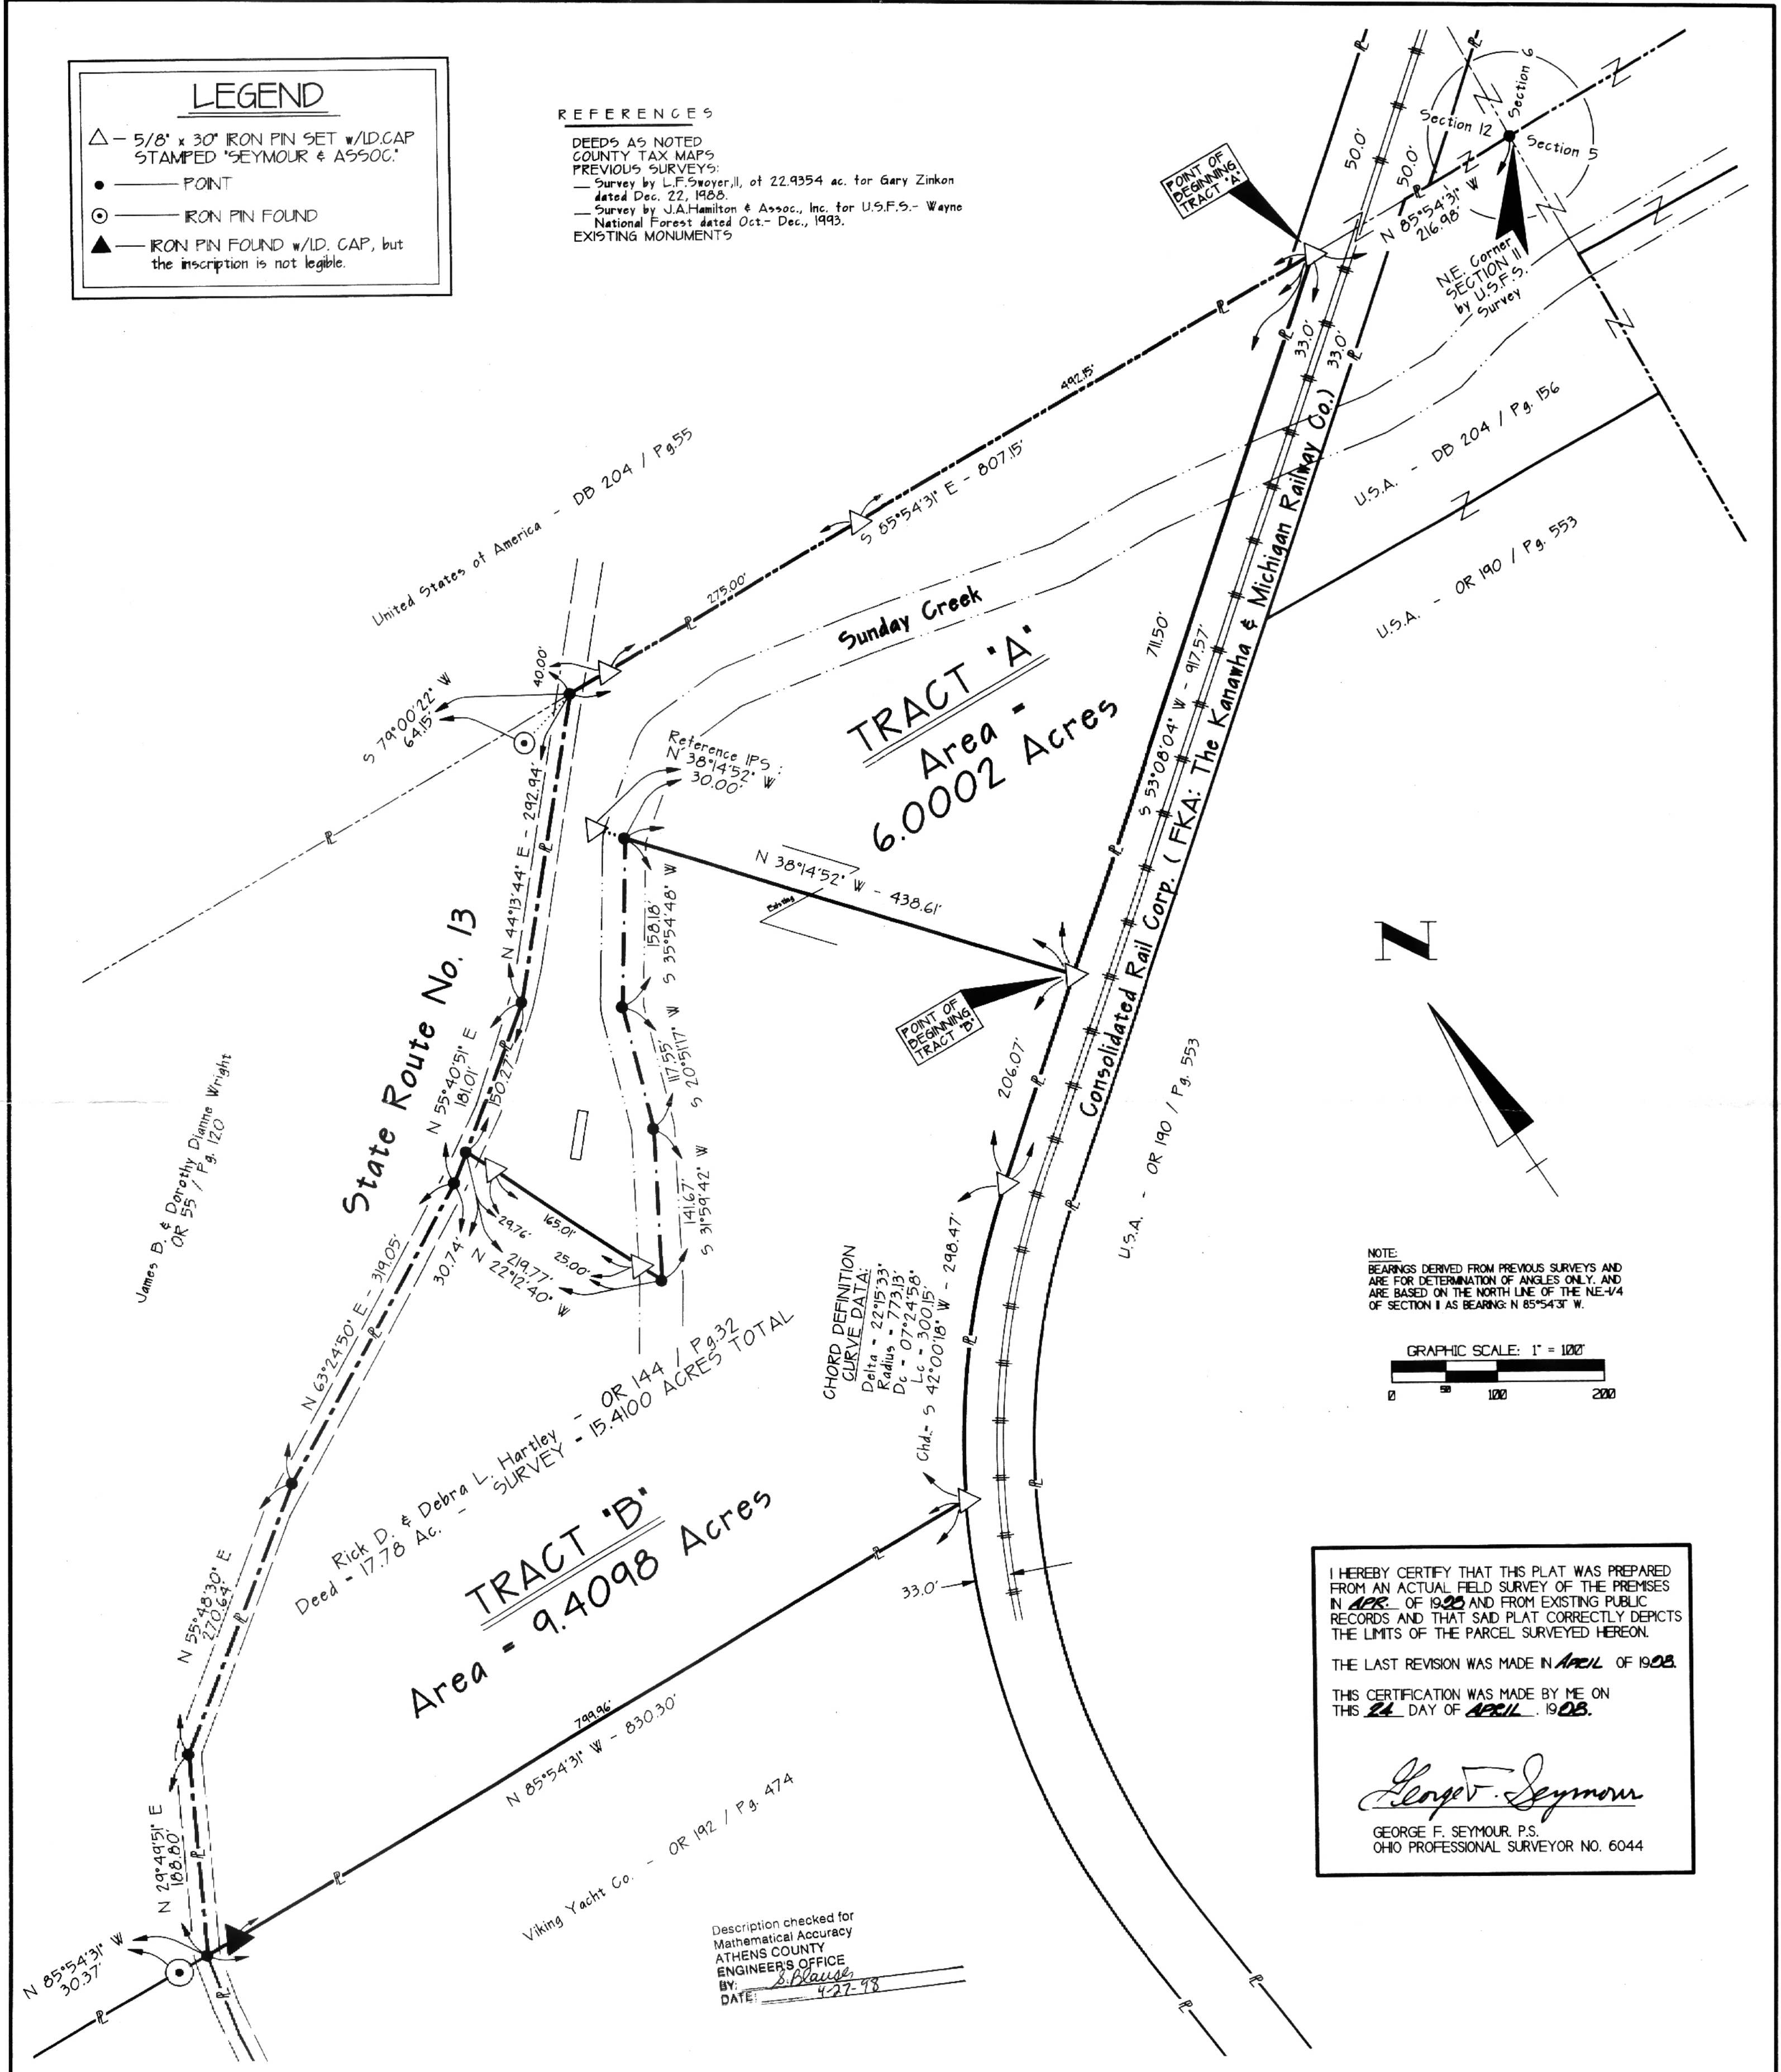 LEGEND
△ — 5/8" x 30" IRON PIN SET w/I.D.CAP
STAMPED "SEYMOUR & ASSOC."
● — POINT
⊙ — IRON PIN FOUND
▲ — IRON PIN FOUND w/I.D. CAP, but
the inscription is not legible.
REFERENCES
DEEDS AS NOTED
COUNTY TAX MAPS
PREVIOUS SURVEYS:
— Survey by L.F.Swoyer,II, of 22.9354 ac. for Gary Zinkon
dated Dec. 22, 1988.
— Survey by J.A.Hamilton & Assoc., Inc. for U.S.F.S.- Wayne
National Forest dated Oct.- Dec., 1993.
EXISTING MONUMENTS
POINT OF
BEGINNING
TRACT "A"
50.0'
50.0'
Section 6
Section 12
Section 5
N 85°54'31" W
216.98'
N.E. Corner
SECTION 11
by U.S.F.S.
Survey
33.0'
33.0'
492.15'
S 85°54'31" E - 807.15'
275.00'
United States of America - DB 204 / Pg.55
U.S.A. - DB 204 / Pg. 156
U.S.A. - OR 190 / Pg. 553
Sunday Creek
TRACT "A"
Area =
6.0002 Acres
711.50'
S 53°08'04" W - 917.57'
Consolidated Rail Corp. ( FKA: The Kanawha & Michigan Railway Co.)
40.00'
S 79°00'22" W
64.15'
Reference IPS :
N 38°14'52" W
30.00'
N 44°13'44" E - 292.94'
N 38°14'52" W - 438.61'
Existing
158.18'
S 35°54'48" W
117.55'
S 20°51'17" W
141.67'
S 31°59'42" W
State Route No. 13
N 55°40'51" E
181.01'
150.27'
POINT OF
BEGINNING
TRACT "B"
206.07'
U.S.A. - OR 190 / Pg. 553
James B. & Dorothy Dianne Wright
OR 55 / Pg. 120
29.76'
165.01'
30.74'
25.00'
219.77'
N 22°12'40" W
N 63°24'50" E - 319.05'
CHORD DEFINITION
CURVE DATA:
Delta = 22°15'33"
Radius = 773.13'
Dc = 07°24'58"
Lc = 300.15'
Chd.= S 42°00'18" W - 298.47'
Rick D. & Debra L. Hartley - OR 144 / Pg.32
Deed = 17.78 Ac. - SURVEY = 15.4100 ACRES TOTAL
TRACT "B"
Area = 9.4098 Acres
33.0'
N 55°48'30" E
270.64'
799.96'
N 85°54'31" W - 830.30'
N 29°49'51" E
188.80'
N 85°54'31" W
30.37'
Viking Yacht Co. - OR 192 / Pg. 474
N
NOTE:
BEARINGS DERIVED FROM PREVIOUS SURVEYS AND
ARE FOR DETERMINATION OF ANGLES ONLY. AND
ARE BASED ON THE NORTH LINE OF THE N.E.-1/4
OF SECTION 11 AS BEARING: N 85°54'31" W.
GRAPHIC SCALE: 1" = 100'
0 50 100 200
I HEREBY CERTIFY THAT THIS PLAT WAS PREPARED
FROM AN ACTUAL FIELD SURVEY OF THE PREMISES
IN APR. OF 1998 AND FROM EXISTING PUBLIC
RECORDS AND THAT SAID PLAT CORRECTLY DEPICTS
THE LIMITS OF THE PARCEL SURVEYED HEREON.
THE LAST REVISION WAS MADE IN APRIL OF 1998.
THIS CERTIFICATION WAS MADE BY ME ON
THIS 24 DAY OF APRIL, 1998.
George F. Seymour
GEORGE F. SEYMOUR, P.S.
OHIO PROFESSIONAL SURVEYOR NO. 6044
Description checked for
Mathematical Accuracy
ATHENS COUNTY
ENGINEER'S OFFICE
BY: S.Blauser
DATE: 4-27-98